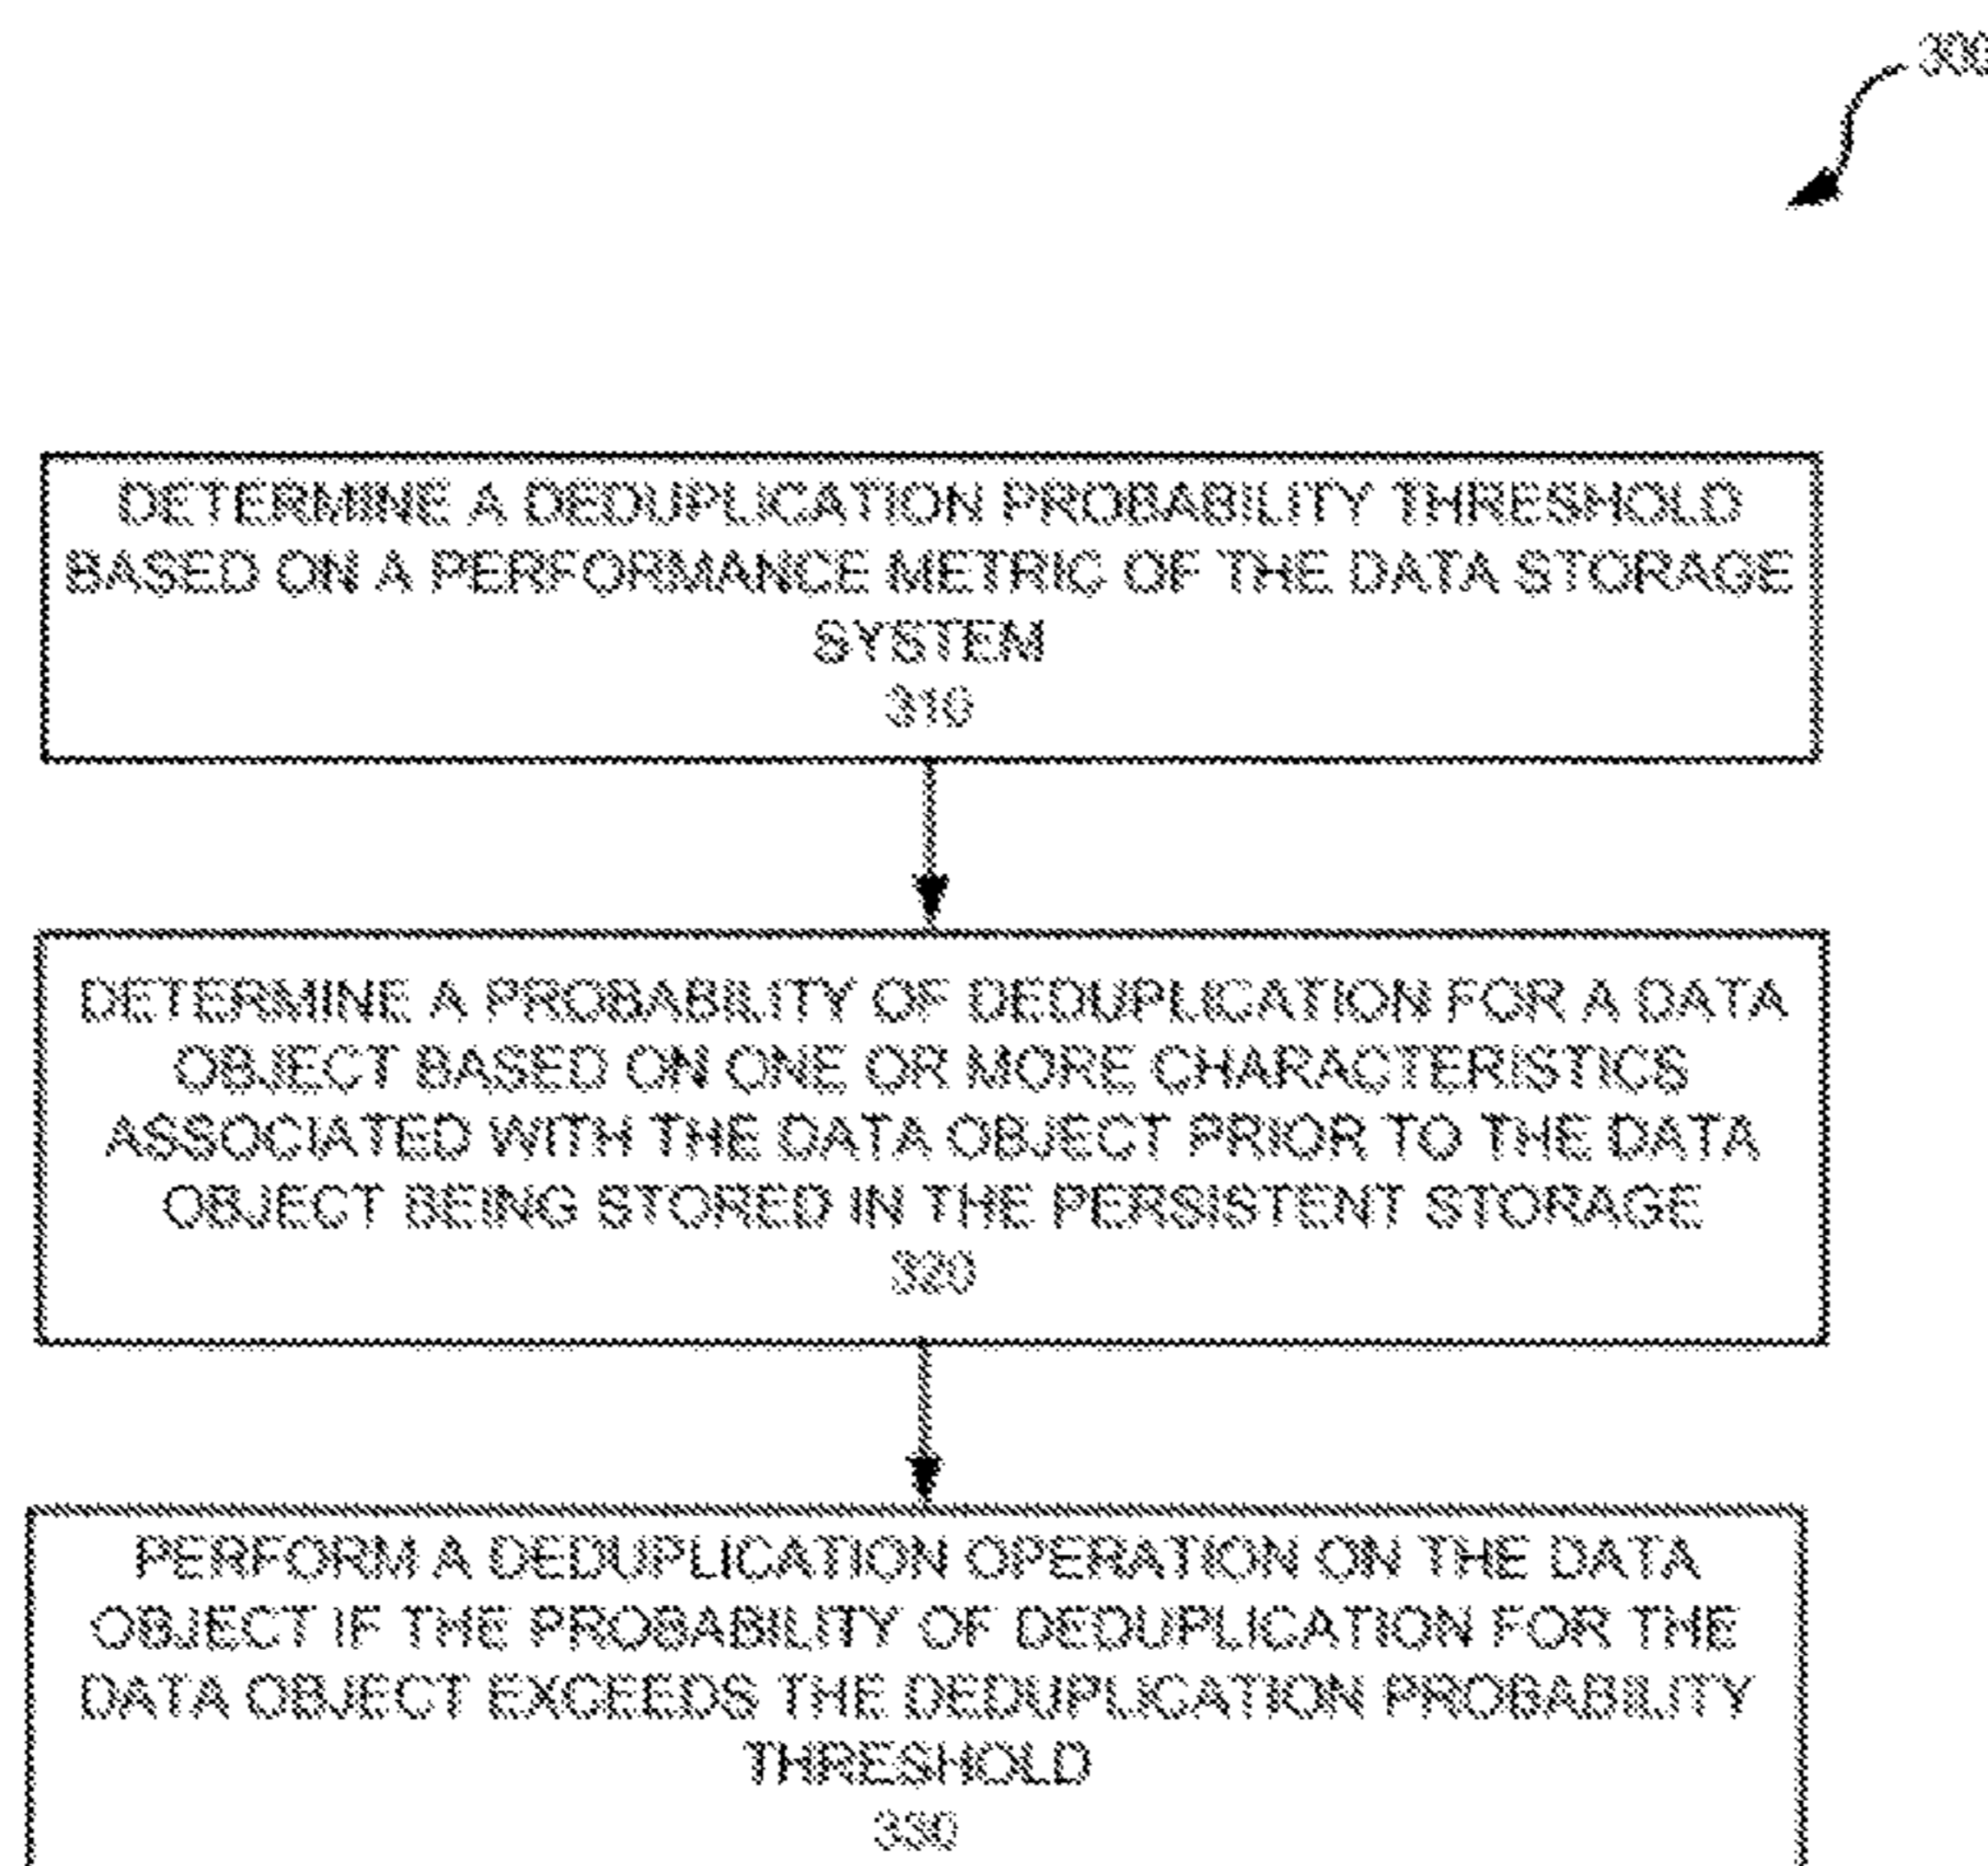 300
DETERMINE A DEDUPLICATION PROBABILITY THRESHOLD
BASED ON A PERFORMANCE METRIC OF THE DATA STORAGE
SYSTEM
310
DETERMINE A PROBABILITY OF DEDUPLICATION FOR A DATA
OBJECT BASED ON ONE OR MORE CHARACTERISTICS
ASSOCIATED WITH THE DATA OBJECT PRIOR TO THE DATA
OBJECT BEING STORED IN THE PERSISTENT STORAGE
320
PERFORM A DEDUPLICATION OPERATION ON THE DATA
OBJECT IF THE PROBABILITY OF DEDUPLICATION FOR THE
DATA OBJECT EXCEEDS THE DEDUPLICATION PROBABILITY
THRESHOLD
330